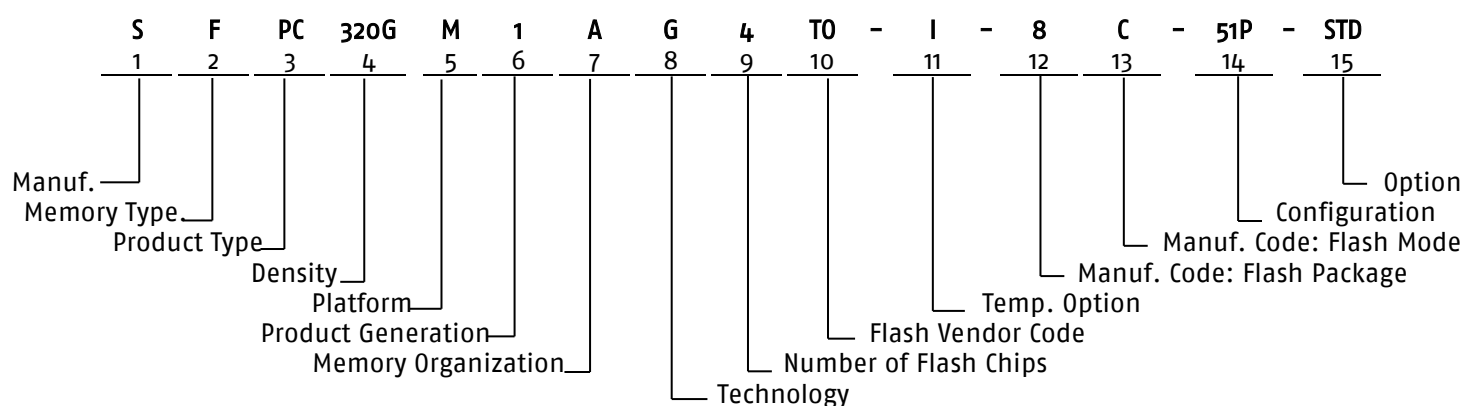 S F PC 320G M 1 A G 4 TO - I - 8 C - 51P - STD
1 2 3 4 5 6 7 8 9 10 11 12 13 14 15
Manuf. Option
Memory Type. Configuration
Product Type Manuf. Code: Flash Mode
Density Manuf. Code: Flash Package
Platform Temp. Option
Product Generation Flash Vendor Code
Memory Organization Number of Flash Chips
Technology